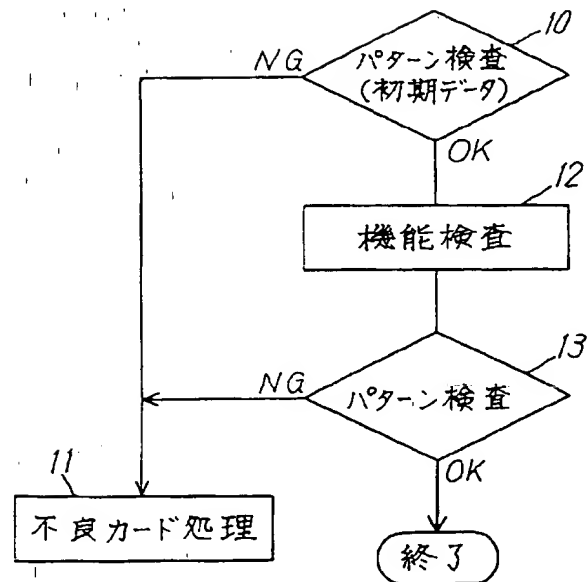 10
NG
パターン検査
(初期データ)
OK
12
機能検査
13
NG
パターン検査
OK
11
不良カード処理
終了